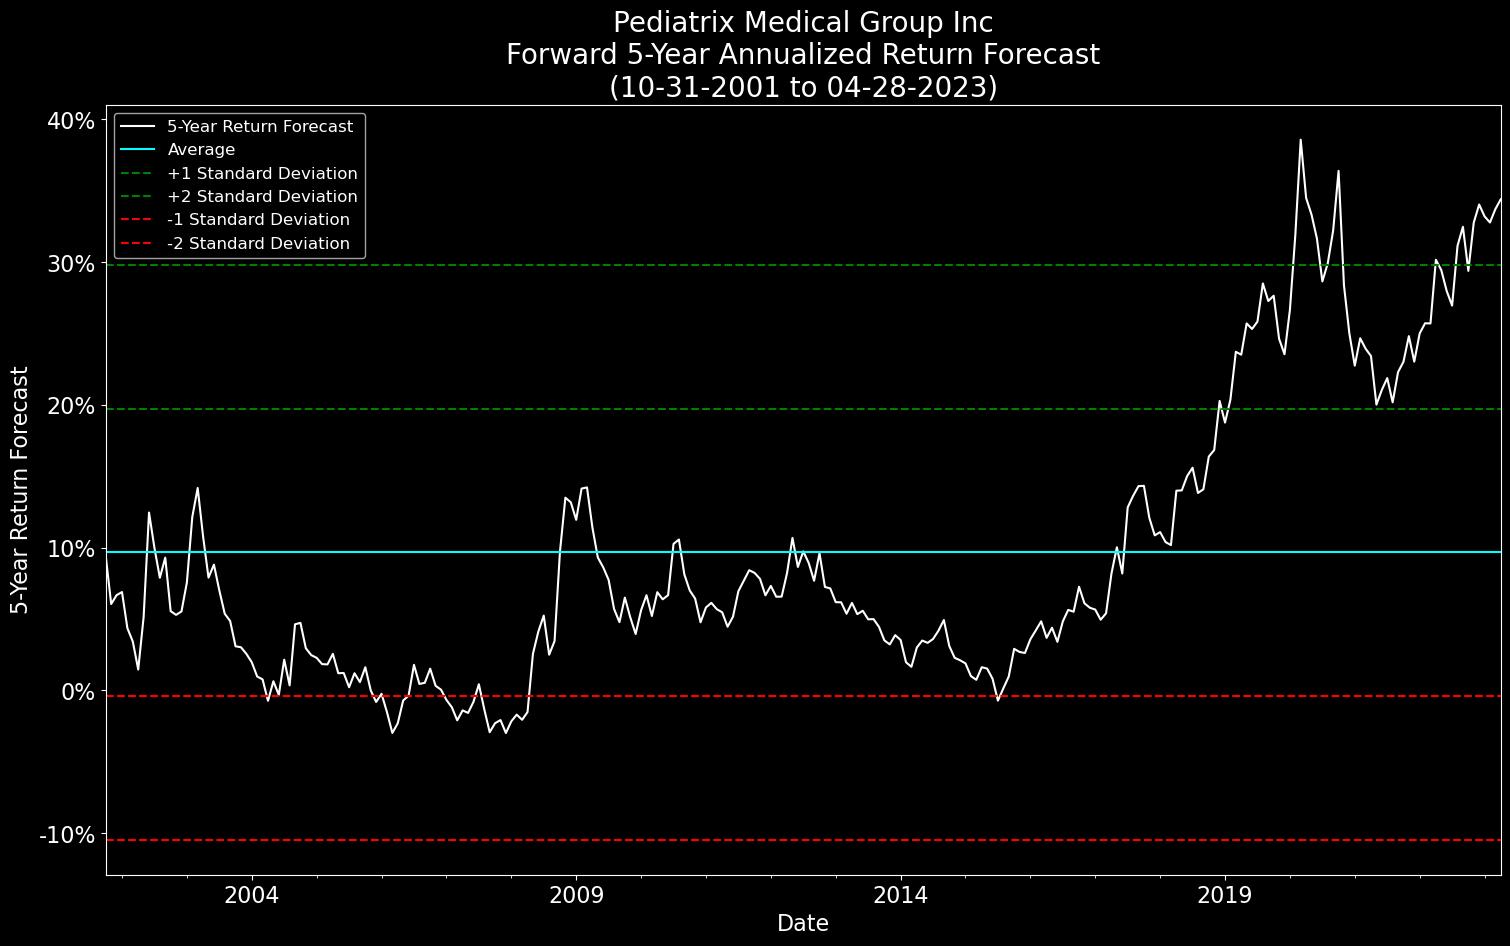 Pediatrix Medical Group Inc
Forward 5-Year Annualized Return Forecast
(10-31-2001 to 04-28-2023)
40%
30%
20%
10%
0%
-10%
5-Year Return Forecast
5-Year Return Forecast
Average
+1 Standard Deviation
+2 Standard Deviation
-1 Standard Deviation
-2 Standard Deviation
2004 2009 2014 2019
Date